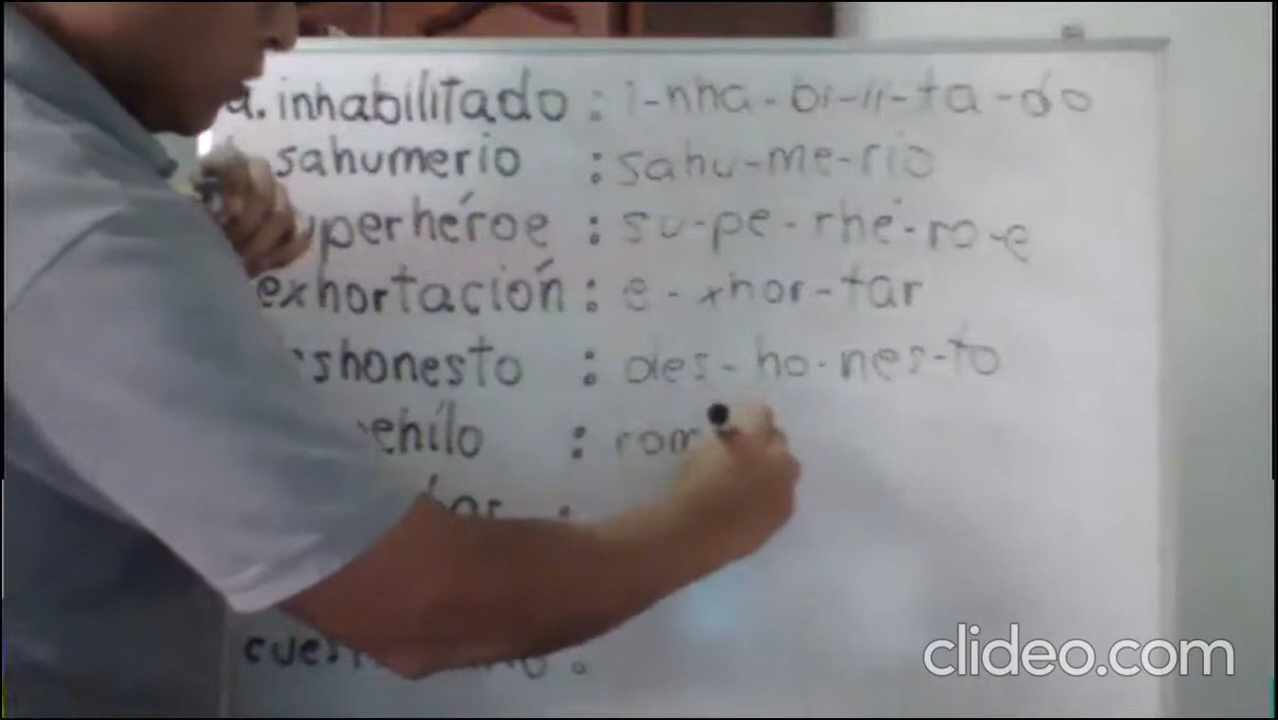 a. inhabilitado : i-nha-bi-li-ta-do
sahumerio : sahu-me-rio
uperhéroe : su-pe-rhé-ro-e
exhortación : e-xhor-tar
shonesto : des-ho-nes-to
ehílo : rom
:
clideo.com